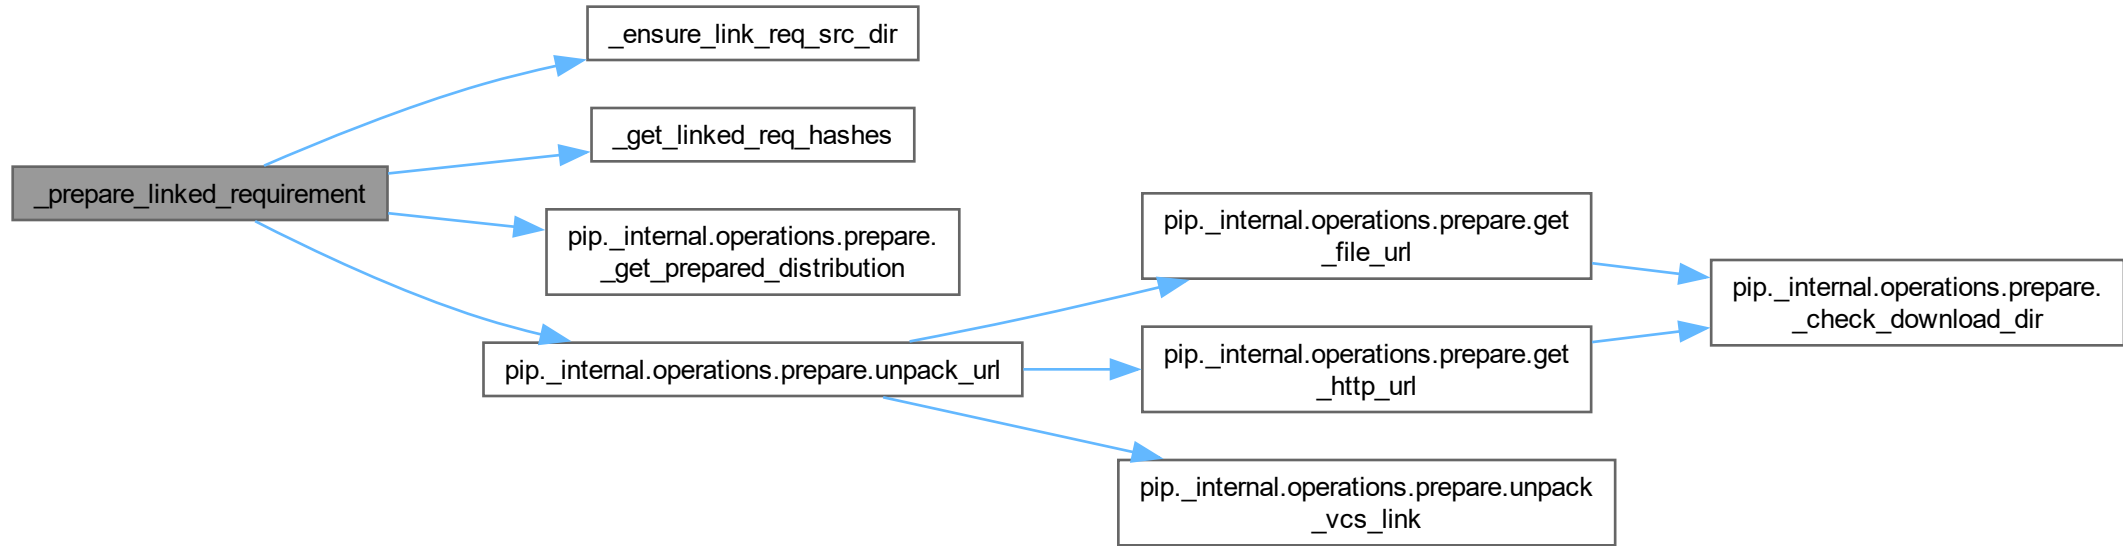 _ensure_link_req_src_dir
_get_linked_req_hashes
_prepare_linked_requirement
pip._internal.operations.prepare.
_get_prepared_distribution
pip._internal.operations.prepare.unpack_url
pip._internal.operations.prepare.get
_file_url
pip._internal.operations.prepare.get
_http_url
pip._internal.operations.prepare.unpack
_vcs_link
pip._internal.operations.prepare.
_check_download_dir